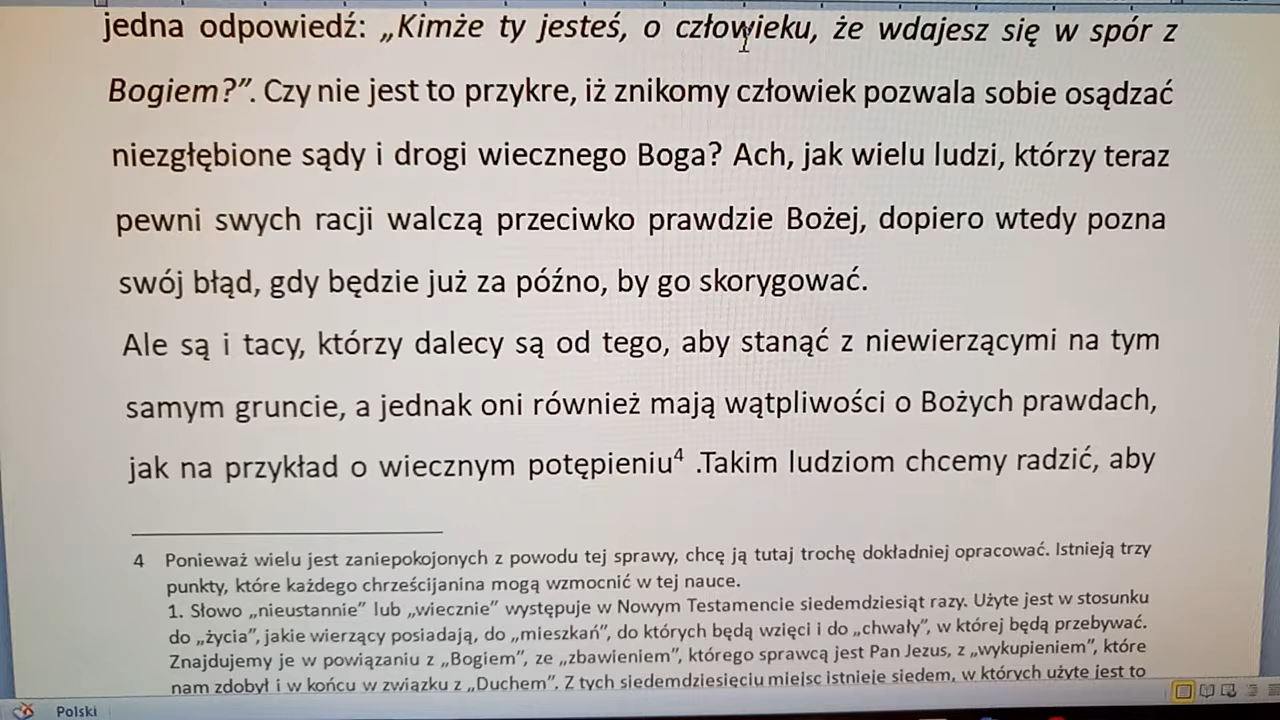 jedna odpowiedź: „Kimże ty jesteś, o człowieku, że wdajesz się w spór z
Bogiem?”. Czy nie jest to przykre, iż znikomy człowiek pozwala sobie osądzać
niezgłębione sądy i drogi wiecznego Boga? Ach, jak wielu ludzi, którzy teraz
pewni swych racji walczą przeciwko prawdzie Bożej, dopiero wtedy pozna
swój błąd, gdy będzie już za późno, by go skorygować.
Ale są i tacy, którzy dalecy są od tego, aby stanąć z niewierzącymi na tym
samym gruncie, a jednak oni również mają wątpliwości o Bożych prawdach,
jak na przykład o wiecznym potępieniu4 .Takim ludziom chcemy radzić, aby
4 Ponieważ wielu jest zaniepokojonych z powodu tej sprawy, chcę ją tutaj trochę dokładniej opracować. Istnieją trzy
punkty, które każdego chrześcijanina mogą wzmocnić w tej nauce.
1. Słowo „nieustannie” lub „wiecznie” występuje w Nowym Testamencie siedemdziesiąt razy. Użyte jest w stosunku
do „życia”, jakie wierzący posiadają, do „mieszkań”, do których będą wzięci i do „chwały”, w której będą przebywać.
Znajdujemy je w powiązaniu z „Bogiem”, ze „zbawieniem”, którego sprawcą jest Pan Jezus, z „wykupieniem”, które
nam zdobył i w końcu w związku z „Duchem”. Z tych siedemdziesięciu miejsc istnieje siedem, w których użyte jest to
Polski